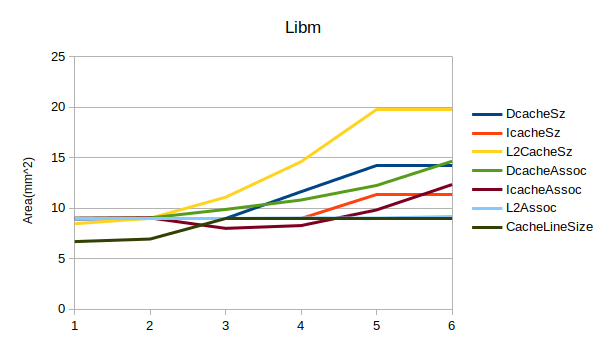 Libm
25
20
15
10
5
0
Area(mm^2)
1 2 3 4 5 6
DcacheSz
IcacheSz
L2CacheSz
DcacheAssoc
IcacheAssoc
L2Assoc
CacheLineSize